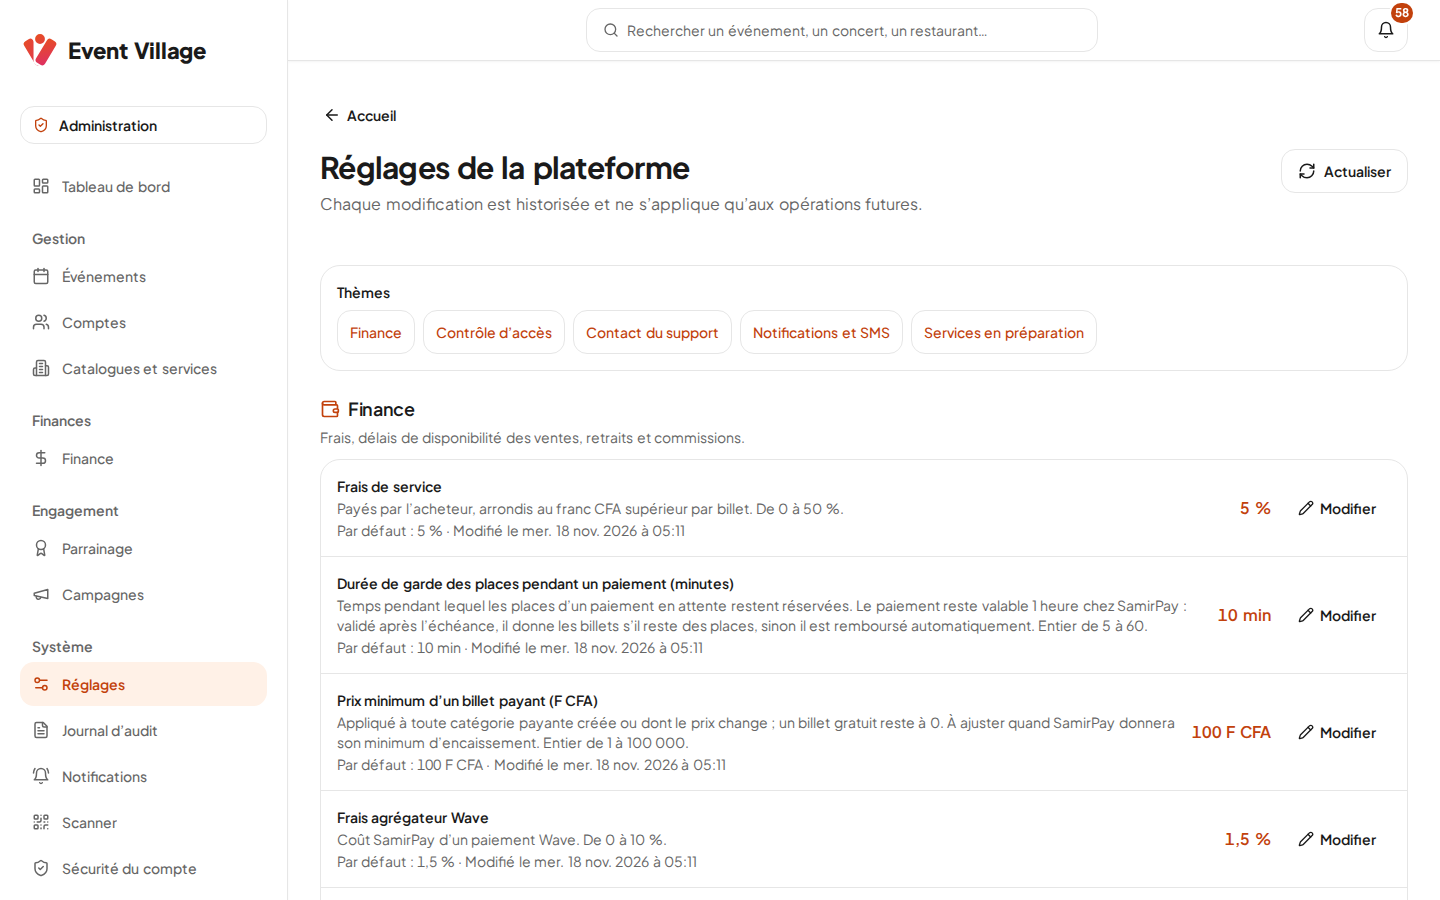 Event Village
Rechercher un événement, un concert, un restaurant…
58
Administration
Tableau de bord
Gestion
Événements
Comptes
Catalogues et services
Finances
Finance
Engagement
Parrainage
Campagnes
Système
Réglages
Journal d’audit
Notifications
Scanner
Sécurité du compte
Accueil
Réglages de la plateforme
Actualiser
Chaque modification est historisée et ne s’applique qu’aux opérations futures.
Thèmes
Finance
Contrôle d’accès
Contact du support
Notifications et SMS
Services en préparation
Finance
Frais, délais de disponibilité des ventes, retraits et commissions.
Frais de service
Payés par l’acheteur, arrondis au franc CFA supérieur par billet. De 0 à 50 %.
Par défaut : 5 % · Modifié le mer. 18 nov. 2026 à 05:11
5 %
Modifier
Durée de garde des places pendant un paiement (minutes)
Temps pendant lequel les places d’un paiement en attente restent réservées. Le paiement reste valable 1 heure chez SamirPay :
validé après l’échéance, il donne les billets s’il reste des places, sinon il est remboursé automatiquement. Entier de 5 à 60.
Par défaut : 10 min · Modifié le mer. 18 nov. 2026 à 05:11
10 min
Modifier
Prix minimum d’un billet payant (F CFA)
Appliqué à toute catégorie payante créée ou dont le prix change ; un billet gratuit reste à 0. À ajuster quand SamirPay donnera
son minimum d’encaissement. Entier de 1 à 100 000.
Par défaut : 100 F CFA · Modifié le mer. 18 nov. 2026 à 05:11
100 F CFA
Modifier
Frais agrégateur Wave
Coût SamirPay d’un paiement Wave. De 0 à 10 %.
Par défaut : 1,5 % · Modifié le mer. 18 nov. 2026 à 05:11
1,5 %
Modifier